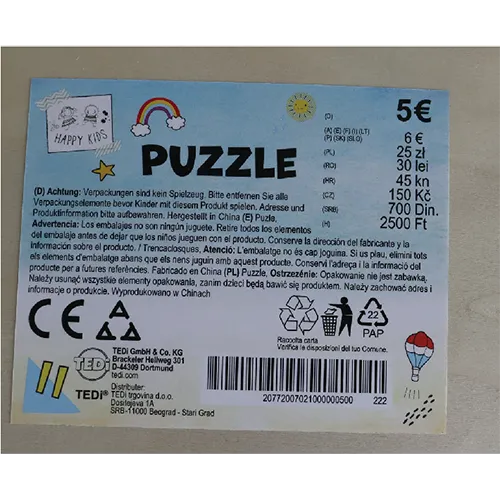 HAPPY KIDS
PUZZLE
(D) 5€
(A) (E) (F) (I) (LT)
(P) (SK) (SLO) 6 €
(PL) 25 zł
(RO) 30 lei
(HR) 45 kn
(CZ) 150 Kč
(SRB) 700 Din.
(H) 2500 Ft
(D) Achtung: Verpackungen sind kein Spielzeug. Bitte entfernen Sie alle
Verpackungselemente bevor Kinder mit diesem Produkt spielen. Adresse und
Produktinformation bitte aufbewahren. Hergestellt in China (E) Puzle.
Advertencia: Los embalajes no son ningún juguete. Retire todos los elementos
del embalaje antes de que los niños jueguen con el producto. Conserve la dirección del fabricante y la
información sobre el producto. / Trencaclosques. L'embalatge no és cap joguina. Si us plau, elimini tots
els elements d'embalatge abans que els nens juguin amb aquest producte. Conservi l'adreça i la informació del
producte per a futures referències. Fabricado en China (PL) Puzzle. Ostrzeżenie: Opakowanie nie jest zabawką.
Należy usunąć wszystkie elementy opakowania, zanim dzieci będą bawić się produktem. Należy zachować adres i
informacje o produkcie. Wyprodukowano w Chinach
CE
TEDi
TEDi GmbH & Co. KG
Brackeler Hellweg 301
D-44309 Dortmund
tedi.com
Distributer:
TEDi® TEDI trgovina d.o.o.
Dositejeva 1A
SRB-11000 Beograd - Stari Grad
22
PAP
Raccolta carta
Verifica le disposizioni del tuo Comune.
20772007021000000500 222